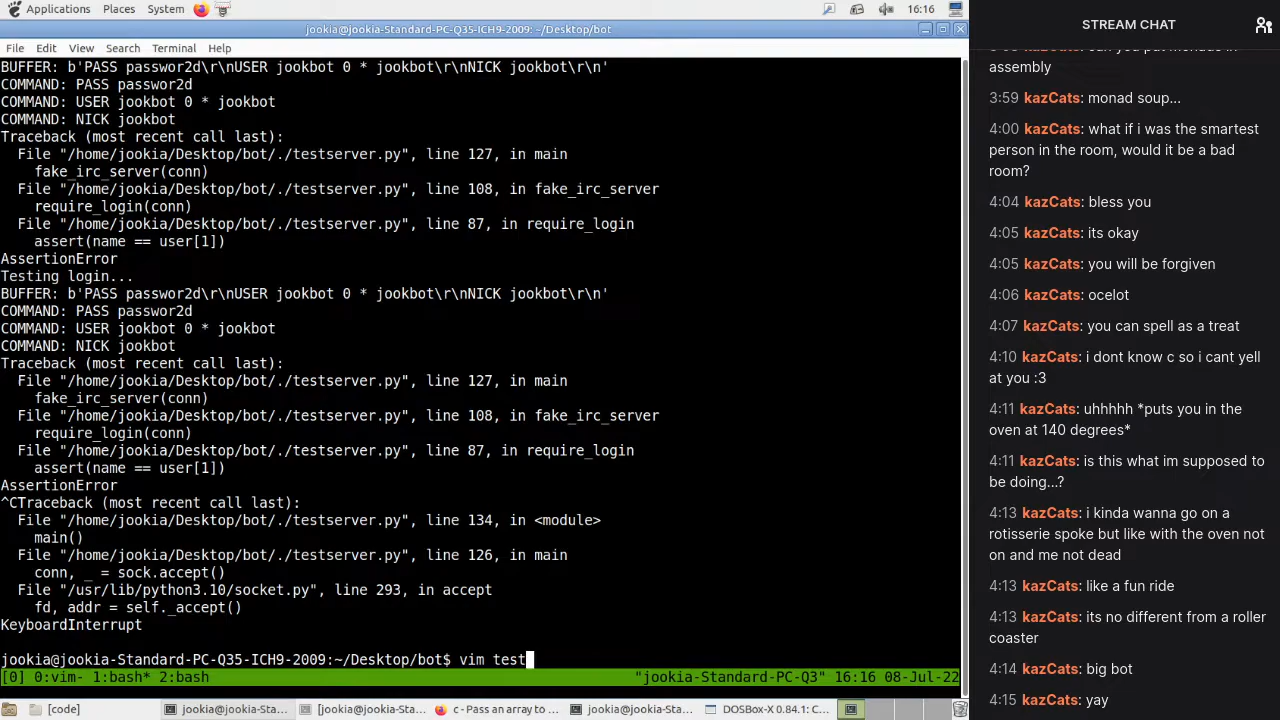 Applications Places System 16:16
jookia@jookia-Standard-PC-Q35-ICH9-2009: ~/Desktop/bot
File Edit View Search Terminal Help
BUFFER: b'PASS passwor2d\r\nUSER jookbot 0 * jookbot\r\nNICK jookbot\r\n'
COMMAND: PASS passwor2d
COMMAND: USER jookbot 0 * jookbot
COMMAND: NICK jookbot
Traceback (most recent call last):
  File "/home/jookia/Desktop/bot/./testserver.py", line 127, in main
    fake_irc_server(conn)
  File "/home/jookia/Desktop/bot/./testserver.py", line 108, in fake_irc_server
    require_login(conn)
  File "/home/jookia/Desktop/bot/./testserver.py", line 87, in require_login
    assert(name == user[1])
AssertionError
Testing login...
BUFFER: b'PASS passwor2d\r\nUSER jookbot 0 * jookbot\r\nNICK jookbot\r\n'
COMMAND: PASS passwor2d
COMMAND: USER jookbot 0 * jookbot
COMMAND: NICK jookbot
Traceback (most recent call last):
  File "/home/jookia/Desktop/bot/./testserver.py", line 127, in main
    fake_irc_server(conn)
  File "/home/jookia/Desktop/bot/./testserver.py", line 108, in fake_irc_server
    require_login(conn)
  File "/home/jookia/Desktop/bot/./testserver.py", line 87, in require_login
    assert(name == user[1])
AssertionError
^CTraceback (most recent call last):
  File "/home/jookia/Desktop/bot/./testserver.py", line 134, in <module>
    main()
  File "/home/jookia/Desktop/bot/./testserver.py", line 126, in main
    conn, _ = sock.accept()
  File "/usr/lib/python3.10/socket.py", line 293, in accept
    fd, addr = self._accept()
KeyboardInterrupt
jookia@jookia-Standard-PC-Q35-ICH9-2009:~/Desktop/bot$ vim test
[0] 0:vim- 1:bash* 2:bash "jookia-Standard-PC-Q3" 16:16 08-Jul-22
[code] jookia@jookia-Sta... [jookia@jookia-Sta... c - Pass an array to ... jookia@jookia-Sta... DOSBox-X 0.84.1: C...
STREAM CHAT
assembly
3:59 kazCats: monad soup...
4:00 kazCats: what if i was the smartest
person in the room, would it be a bad
room?
4:04 kazCats: bless you
4:05 kazCats: its okay
4:05 kazCats: you will be forgiven
4:06 kazCats: ocelot
4:07 kazCats: you can spell as a treat
4:10 kazCats: i dont know c so i cant yell
at you :3
4:11 kazCats: uhhhhh *puts you in the
oven at 140 degrees*
4:11 kazCats: is this what im supposed to
be doing...?
4:13 kazCats: i kinda wanna go on a
rotisserie spoke but like with the oven not
on and me not dead
4:13 kazCats: like a fun ride
4:13 kazCats: its no different from a roller
coaster
4:14 kazCats: big bot
4:15 kazCats: yay